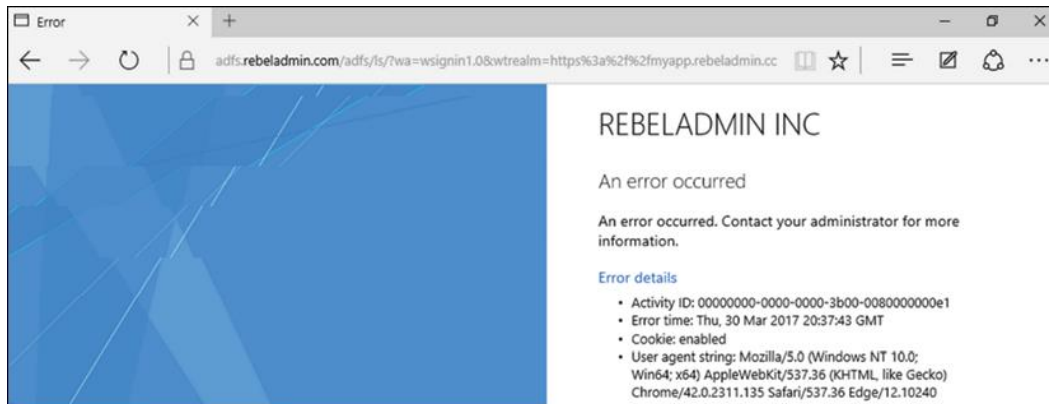 Error
adfs.rebeladmin.com/adfs/ls/?wa=wsignin1.0&wtrealm=https%3a%2f%2fmyapp.rebeladmin.cc
REBELADMIN INC
An error occurred
An error occurred. Contact your administrator for more
information.
Error details
• Activity ID: 00000000-0000-0000-3b00-0080000000e1
• Error time: Thu, 30 Mar 2017 20:37:43 GMT
• Cookie: enabled
• User agent string: Mozilla/5.0 (Windows NT 10.0;
Win64; x64) AppleWebKit/537.36 (KHTML, like Gecko)
Chrome/42.0.2311.135 Safari/537.36 Edge/12.10240